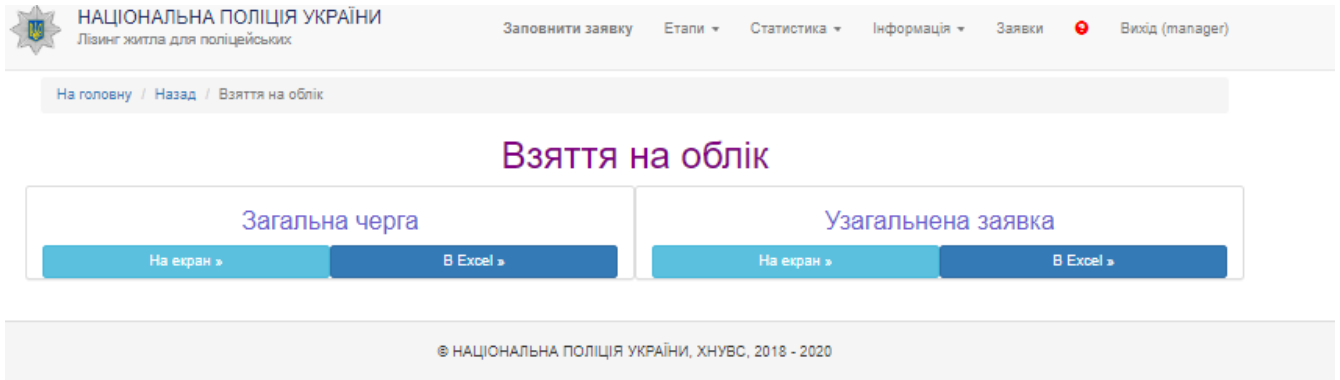 НАЦІОНАЛЬНА ПОЛІЦІЯ УКРАЇНИ
Лізинг житла для поліцейських
Заповнити заявку Етапи Статистика Інформація Заявки Вихід (manager)
На головну / Назад / Взяття на облік
Взяття на облік
Загальна черга
На екран »
В Excel »
Узагальнена заявка
На екран »
В Excel »
© НАЦІОНАЛЬНА ПОЛІЦІЯ УКРАЇНИ, ХНУВС, 2018 - 2020